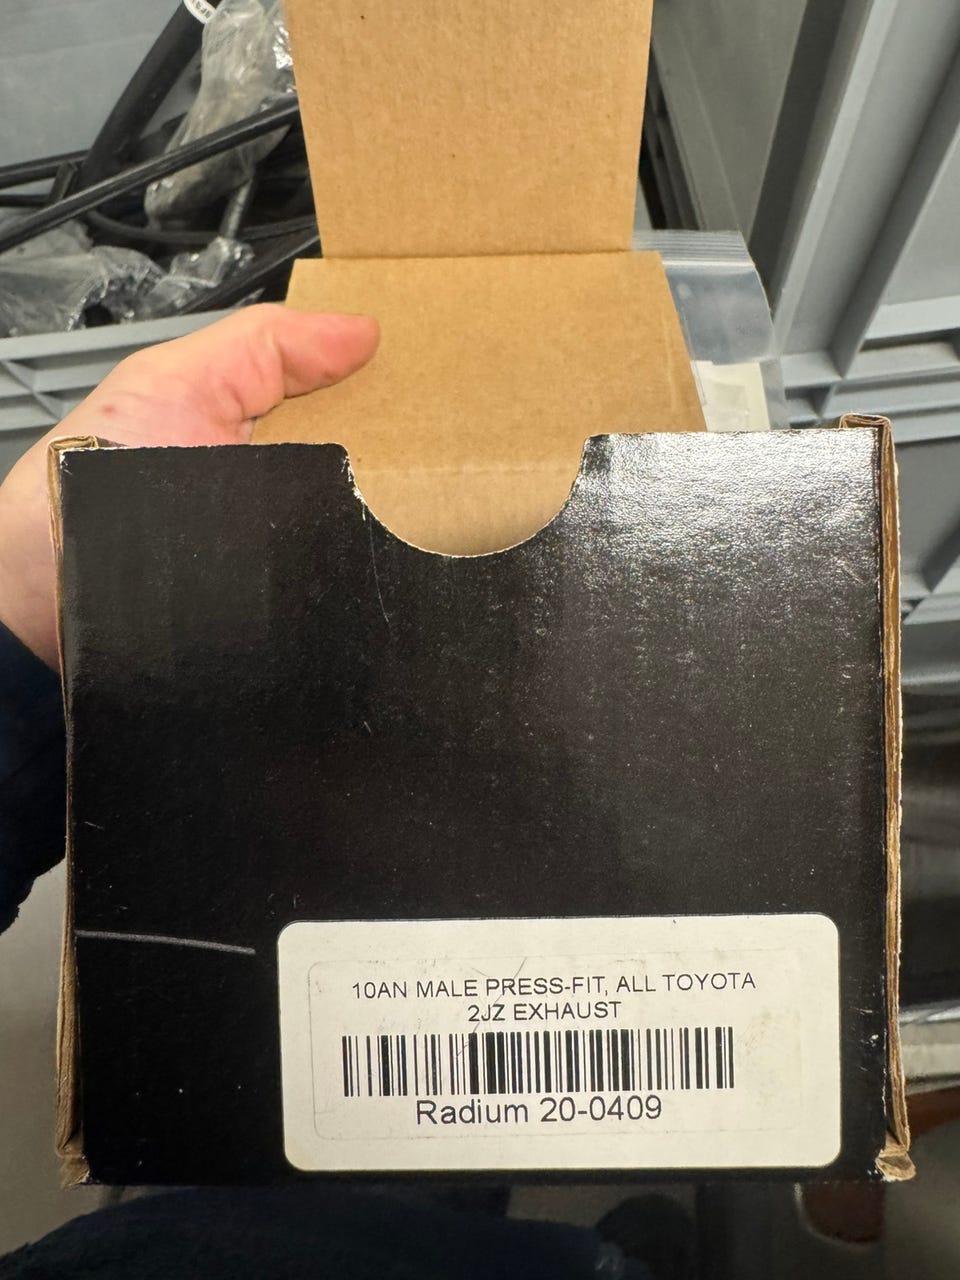 10AN MALE PRESS-FIT, ALL TOYOTA
2JZ EXHAUST
Radium 20-0409